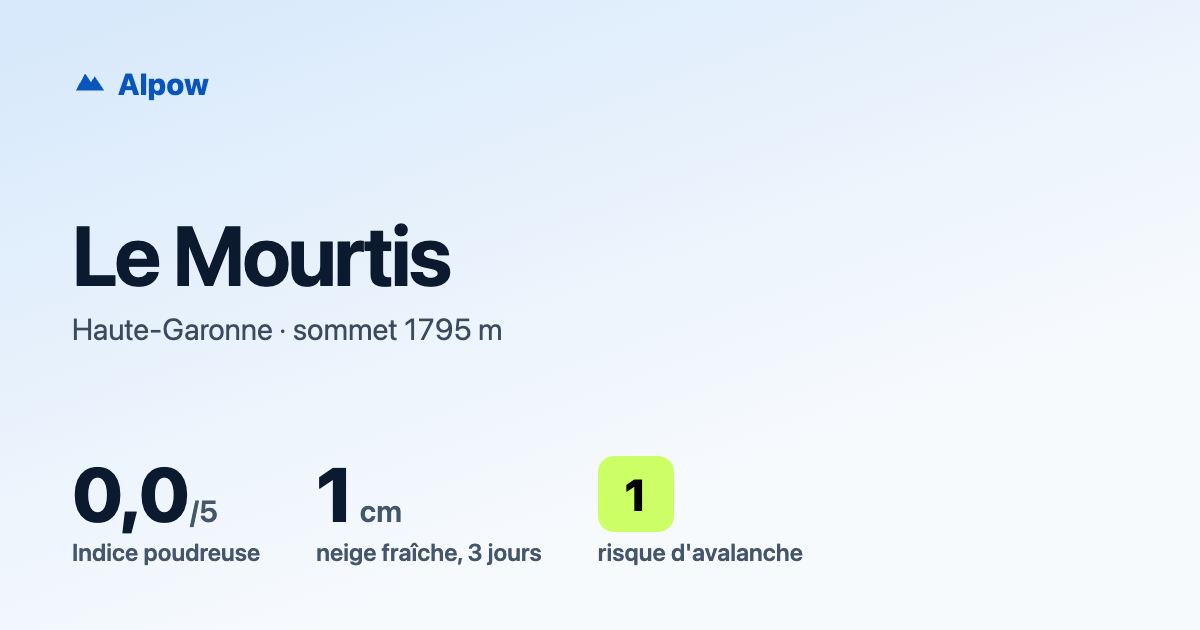 Alpow
Le Mourtis
Haute-Garonne · sommet 1795 m
0,0/5
Indice poudreuse
1 cm
neige fraîche, 3 jours
1
risque d'avalanche